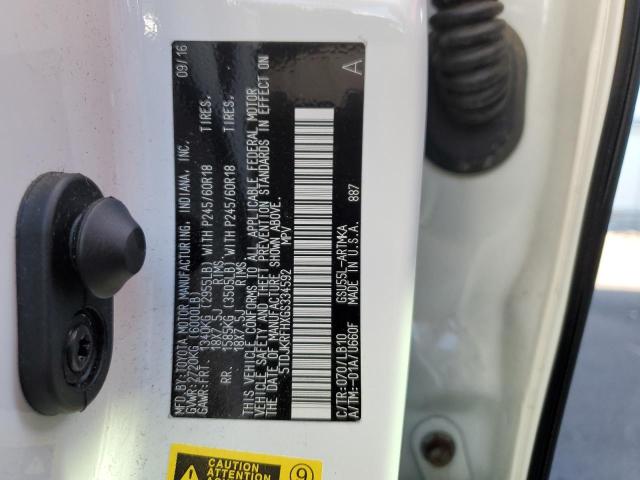 MFD.BY:TOYOTA MOTOR MANUFACTURING, INDIANA, INC. 09/16
GVWR:2720KG (6000LB)
GAWR:FRT. 1340KG (2955LB) WITH P245/60R18 TIRES,
18X7.5J RIMS,
RR. 1585KG (3505LB) WITH P245/60R18 TIRES,
18X7.5J RIMS,
THIS VEHICLE CONFORMS TO ALL APPLICABLE FEDERAL MOTOR
VEHICLE SAFETY AND THEFT PREVENTION STANDARDS IN EFFECT ON
THE DATE OF MANUFACTURE SHOWN ABOVE.
5TDJKRFHXGS334592 MPV
A
C/TR:070/LB10 GSU55L-ARTMKA
A/TM:-01A/U660F MADE IN U.S.A. 887
CAUTION
ATTENTION
9